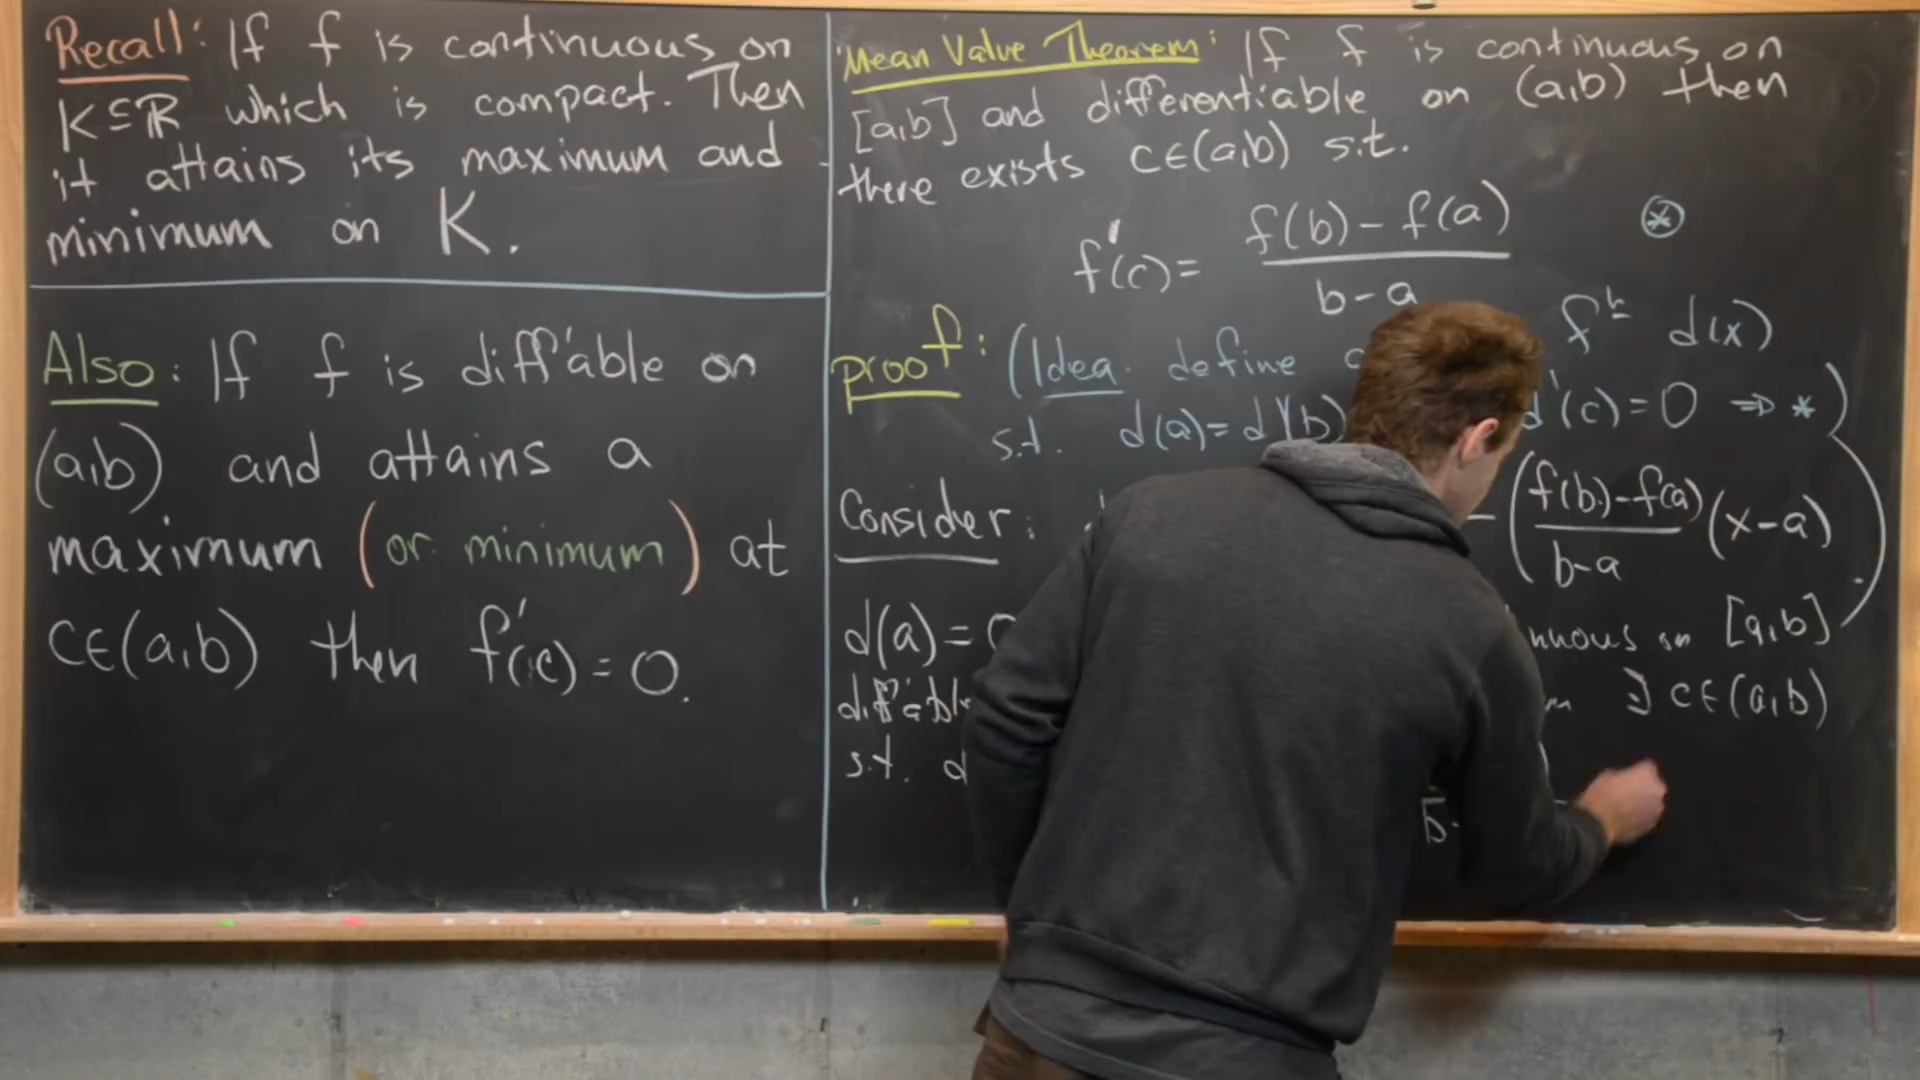 Recall: If f is continuous on
K⊆ℝ which is compact. Then
it attains its maximum and
minimum on K.
Also: If f is diff'able on
(a,b) and attains a
maximum (or minimum) at
c∈(a,b) then f'(c)=0.
Mean Value Theorem: If f is continuous on
[a,b] and differentiable on (a,b) then
there exists c∈(a,b) s.t.
f'(c) = f(b)-f(a) / b-a ⊛
proof: (Idea. define d(x)
s.t. d(a)=d(b) d'(c)=0 ⇒ *)
Consider: - (f(b)-f(a) / b-a (x-a))
d(a)= on [a,b]
diff'able ∃ c∈(a,b)
s.t. d